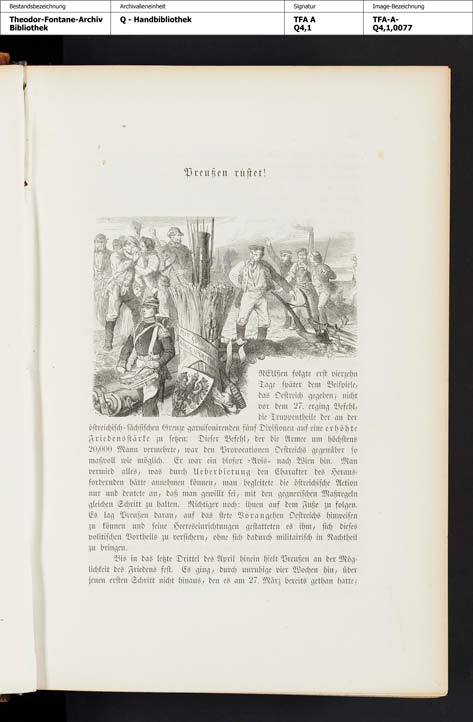 Bestandsbezeichnung
Theodor-Fontane-Archiv
Bibliothek
Archivalieneinheit
Q - Handbibliothek
Signatur
TFA A
Q4,1
Image-Bezeichnung
TFA-A-
Q4,1,0077
Preußen rüstet!
REUßen folgte erst vierzehn
Tage später dem Beispiele,
das Oestreich gegeben; nicht
vor dem 27. erging Befehl,
die Truppentheile der an der
östreichisch-sächsischen Grenze garnisonirenden fünf Divisionen auf eine erhöhte
Friedensstärke zu setzen. Dieser Befehl, der die Armee um höchstens
20,000 Mann vermehrte, war den Provocationen Oestreichs gegenüber so
maßvoll wie möglich. Er war ein bloßer »Avis« nach Wien hin. Man
vermied alles, was durch Ueberbietung den Charakter des Heraus-
fordernden hätte annehmen können, man begleitete die östreichische Action
nur und deutete an, daß man gewillt sei, mit den gegnerischen Maßregeln
gleichen Schritt zu halten. Richtiger noch: ihnen auf dem Fuße zu folgen.
Es lag Preußen daran, auf das stete Vorangehen Oestreichs hinweisen
zu können und seine Heereseinrichtungen gestatteten es ihm, sich dieses
politischen Vortheils zu versichern, ohne sich dadurch militairisch in Nachtheil
zu bringen.
Bis in das letzte Drittel des April hinein hielt Preußen an der Mög-
lichkeit des Friedens fest. Es ging, durch unruhige vier Wochen hin, über
jenen ersten Schritt nicht hinaus, den es am 27. März bereits gethan hatte,